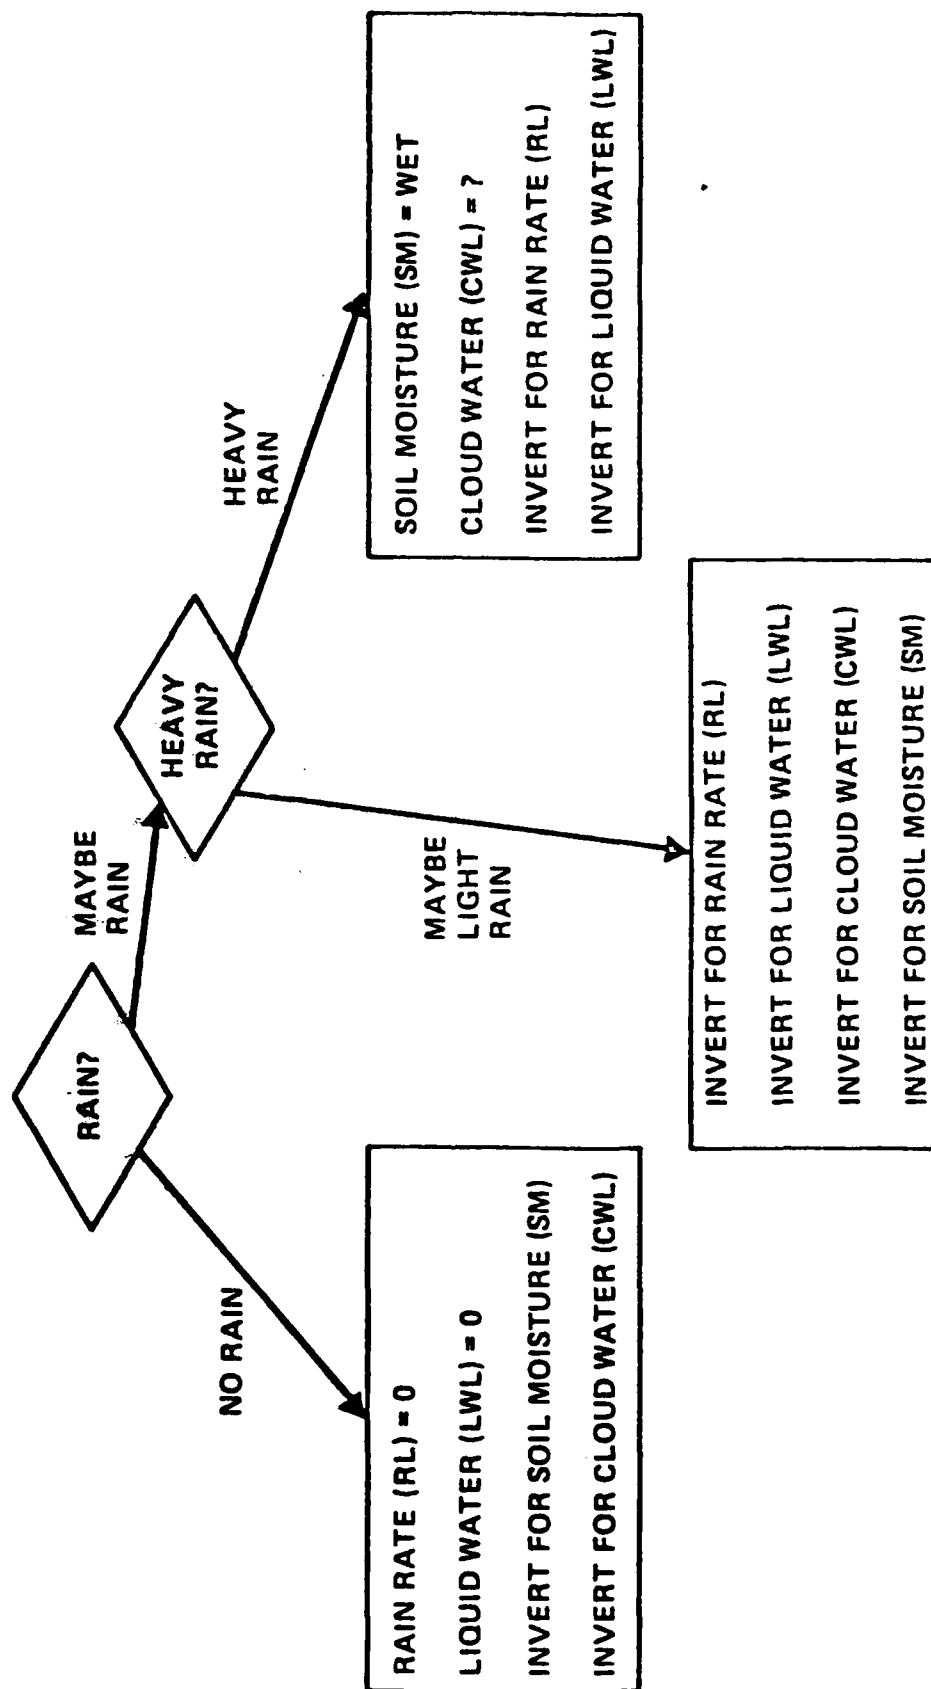 RAIN?
MAYBE
RAIN
HEAVY
RAIN?
NO RAIN
HEAVY
RAIN
MAYBE
LIGHT
RAIN
RAIN RATE (RL) = 0
LIQUID WATER (LWL) = 0
INVERT FOR SOIL MOISTURE (SM)
INVERT FOR CLOUD WATER (CWL)
SOIL MOISTURE (SM) = WET
CLOUD WATER (CWL) = ?
INVERT FOR RAIN RATE (RL)
INVERT FOR LIQUID WATER (LWL)
INVERT FOR RAIN RATE (RL)
INVERT FOR LIQUID WATER (LWL)
INVERT FOR CLOUD WATER (CWL)
INVERT FOR SOIL MOISTURE (SM)